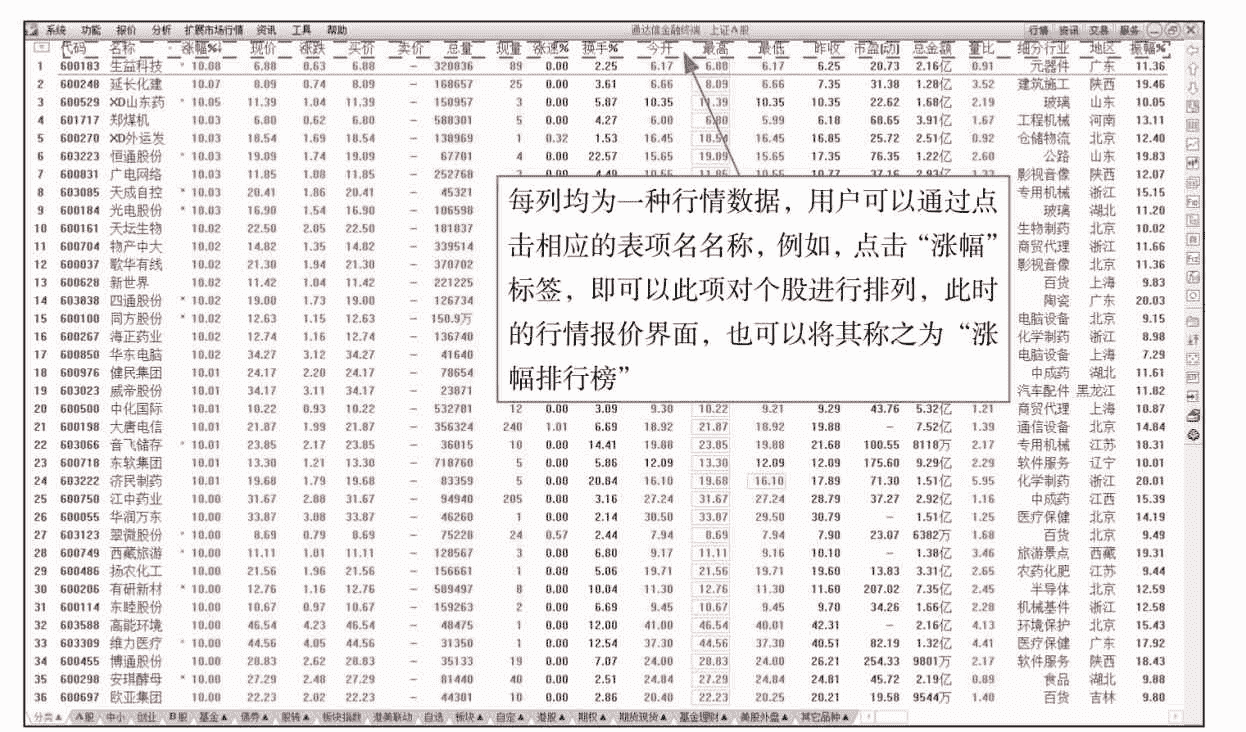 系统 功能 报价 分析 扩展市场行情 资讯 工具 帮助 通达信金融终端 上证A股 行情 资讯 交易 服务
代码 名称 涨幅%↓ 现价 涨跌 买价 卖价 总量 现量 涨速% 换手% 今开 最高 最低 昨收 市盈[动] 总金额 量比 细分行业 地区 振幅%
1 600183 生益科技 * 10.08 6.88 0.63 6.88 – 320836 89 0.00 2.25 6.17 6.88 6.17 6.25 20.73 2.16亿 0.91 元器件 广东 11.36
2 600248 延长化建 10.07 8.09 0.74 8.09 – 168657 25 0.00 3.61 6.66 8.09 6.66 7.35 31.38 1.28亿 3.52 建筑施工 陕西 19.46
3 600529 XD山东药 * 10.05 11.39 1.04 11.39 – 150957 3 0.00 5.87 10.35 11.39 10.35 10.35 22.62 1.68亿 2.19 玻璃 山东 10.05
4 601717 郑煤机 10.03 6.80 0.62 6.80 – 588301 5 0.00 4.27 6.00 6.80 5.99 6.18 68.65 3.91亿 1.67 工程机械 河南 13.11
5 600270 XD外运发 10.03 18.54 1.69 18.54 – 138969 1 0.32 1.53 16.45 18.54 16.45 16.85 25.72 2.51亿 0.92 仓储物流 北京 12.40
6 603223 恒通股份 * 10.03 19.09 1.74 19.09 – 67701 4 0.00 22.57 15.65 19.09 15.65 17.35 76.35 1.22亿 2.60 公路 山东 19.83
7 600831 广电网络 10.03 11.85 1.08 11.85 – 252768 3 0.00 4.49 10.55 11.85 10.55 10.77 37.16 2.93亿 1.33 影视音像 陕西 12.07
8 603085 天成自控 * 10.03 20.41 1.86 20.41 – 45321 专用机械 浙江 15.15
9 600184 光电股份 * 10.03 16.90 1.54 16.90 – 106598 玻璃 湖北 11.20
10 600161 天坛生物 10.02 22.50 2.05 22.50 – 181837 生物制药 北京 10.02
11 600704 物产中大 10.02 14.82 1.35 14.82 – 339514 商贸代理 浙江 11.66
12 600037 歌华有线 10.02 21.30 1.94 21.30 – 370702 影视音像 北京 11.36
13 600628 新世界 10.02 11.42 1.04 11.42 – 221225 百货 上海 9.83
14 603838 四通股份 * 10.02 19.00 1.73 19.00 – 126734 陶瓷 广东 20.03
15 600100 同方股份 * 10.02 12.63 1.15 12.63 – 150.9万 电脑设备 北京 9.15
16 600267 海正药业 10.02 12.74 1.16 12.74 – 136740 化学制药 浙江 8.98
17 600850 华东电脑 10.02 34.27 3.12 34.27 – 41640 电脑设备 上海 7.29
18 600976 健民集团 10.01 24.17 2.20 24.17 – 78654 中成药 湖北 11.61
19 603023 威帝股份 10.01 34.17 3.11 34.17 – 23871 汽车配件 黑龙江 11.82
每列均为一种行情数据，用户可以通过点
击相应的表项名名称，例如，点击“涨幅”
标签，即可以此项对个股进行排列，此时
的行情报价界面，也可以将其称之为“涨
幅排行榜”
20 600500 中化国际 10.01 10.22 0.93 10.22 – 532781 12 0.00 3.09 9.30 10.22 9.21 9.29 43.76 5.32亿 1.21 商贸代理 上海 10.87
21 600198 大唐电信 10.01 21.87 1.99 21.87 – 356324 240 1.01 6.69 18.92 21.87 18.92 19.88 – 7.52亿 1.39 通信设备 北京 14.84
22 603066 音飞储存 * 10.01 23.85 2.17 23.85 – 36015 10 0.00 14.41 19.88 23.85 19.88 21.68 100.55 8118万 2.17 专用机械 江苏 18.31
23 600718 东软集团 10.01 13.30 1.21 13.30 – 718760 5 0.00 5.86 12.09 13.30 12.09 12.09 175.60 9.29亿 2.29 软件服务 辽宁 10.01
24 603222 济民制药 10.01 19.68 1.79 19.68 – 83359 5 0.00 20.84 16.10 19.68 16.10 17.89 71.30 1.51亿 5.95 化学制药 浙江 20.01
25 600750 江中药业 10.00 31.67 2.88 31.67 – 94940 205 0.00 3.16 27.24 31.67 27.24 28.79 37.27 2.92亿 1.16 中成药 江西 15.39
26 600055 华润万东 10.00 33.87 3.08 33.87 – 46260 1 0.00 2.14 30.50 33.87 29.50 30.79 – 1.51亿 1.25 医疗保健 北京 14.19
27 603123 翠微股份 * 10.00 8.69 0.79 8.69 – 75228 24 0.57 2.44 7.94 8.69 7.94 7.90 23.07 6382万 1.68 百货 北京 9.49
28 600749 西藏旅游 * 10.00 11.11 1.01 11.11 – 128567 3 0.00 6.80 9.17 11.11 9.16 10.10 – 1.38亿 3.46 旅游景点 西藏 19.31
29 600486 扬农化工 10.00 21.56 1.96 21.56 – 156661 1 0.00 5.06 19.71 21.56 19.71 19.60 13.83 3.31亿 2.65 农药化肥 江苏 9.44
30 600206 有研新材 * 10.00 12.76 1.16 12.76 – 589497 8 0.00 10.04 11.30 12.76 11.30 11.60 207.02 7.35亿 2.45 半导体 北京 12.59
31 600114 东睦股份 10.00 10.67 0.97 10.67 – 159263 2 0.00 6.69 9.45 10.67 9.45 9.70 34.26 1.66亿 2.28 机械基件 浙江 12.58
32 603588 高能环境 10.00 46.54 4.23 46.54 – 48475 1 0.00 12.00 41.00 46.54 40.01 42.31 – 2.16亿 4.13 环境保护 北京 15.43
33 603309 维力医疗 * 10.00 44.56 4.05 44.56 – 31350 1 0.00 12.54 37.30 44.56 37.30 40.51 82.19 1.32亿 4.41 医疗保健 广东 17.92
34 600455 博通股份 10.00 28.83 2.62 28.83 – 35133 19 0.00 7.07 24.00 28.83 24.00 26.21 254.33 9801万 2.17 软件服务 陕西 18.43
35 600298 安琪酵母 * 10.00 27.29 2.48 27.29 – 81440 40 0.00 2.51 24.84 27.29 24.84 24.81 45.72 2.19亿 0.89 食品 湖北 9.88
36 600697 欧亚集团 10.00 22.23 2.02 22.23 – 44301 10 0.00 2.86 20.40 22.23 20.25 20.21 19.58 9544万 1.40 百货 吉林 9.80
分类▲ A股 中小 创业 B股 基金▲ 债券▲ 股转▲ 板块指数 港美联动 自选 板块▲ 自定▲ 港股▲ 期权▲ 期货现货▲ 基金理财▲ 美股外盘▲ 其它品种▲